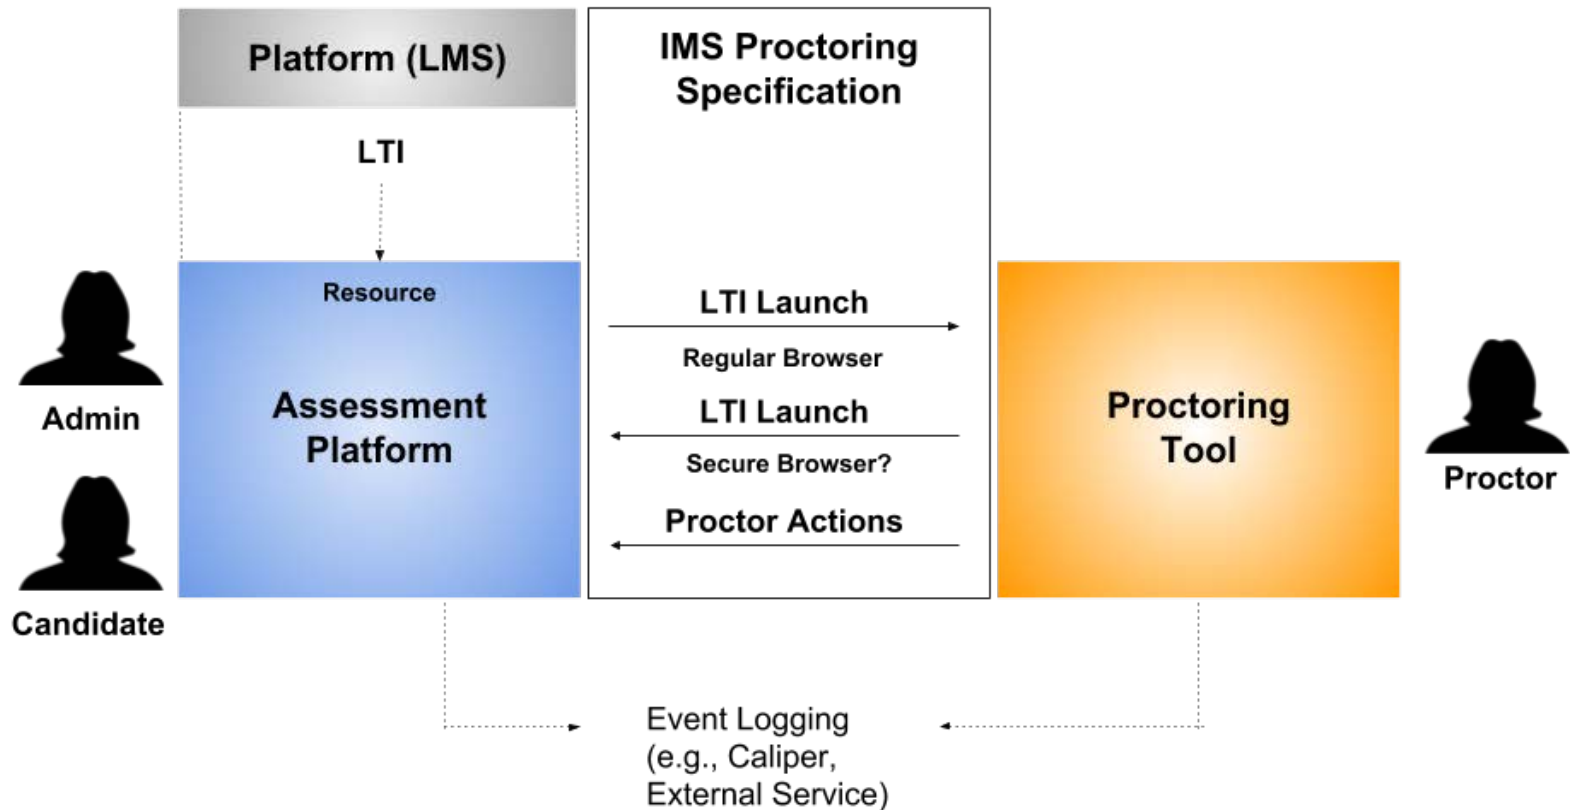 Platform (LMS)
IMS Proctoring
Specification
LTI
Resource
Assessment
Platform
Admin
Candidate
LTI Launch
Regular Browser
LTI Launch
Secure Browser?
Proctor Actions
Proctoring
Tool
Proctor
Event Logging
(e.g., Caliper,
External Service)